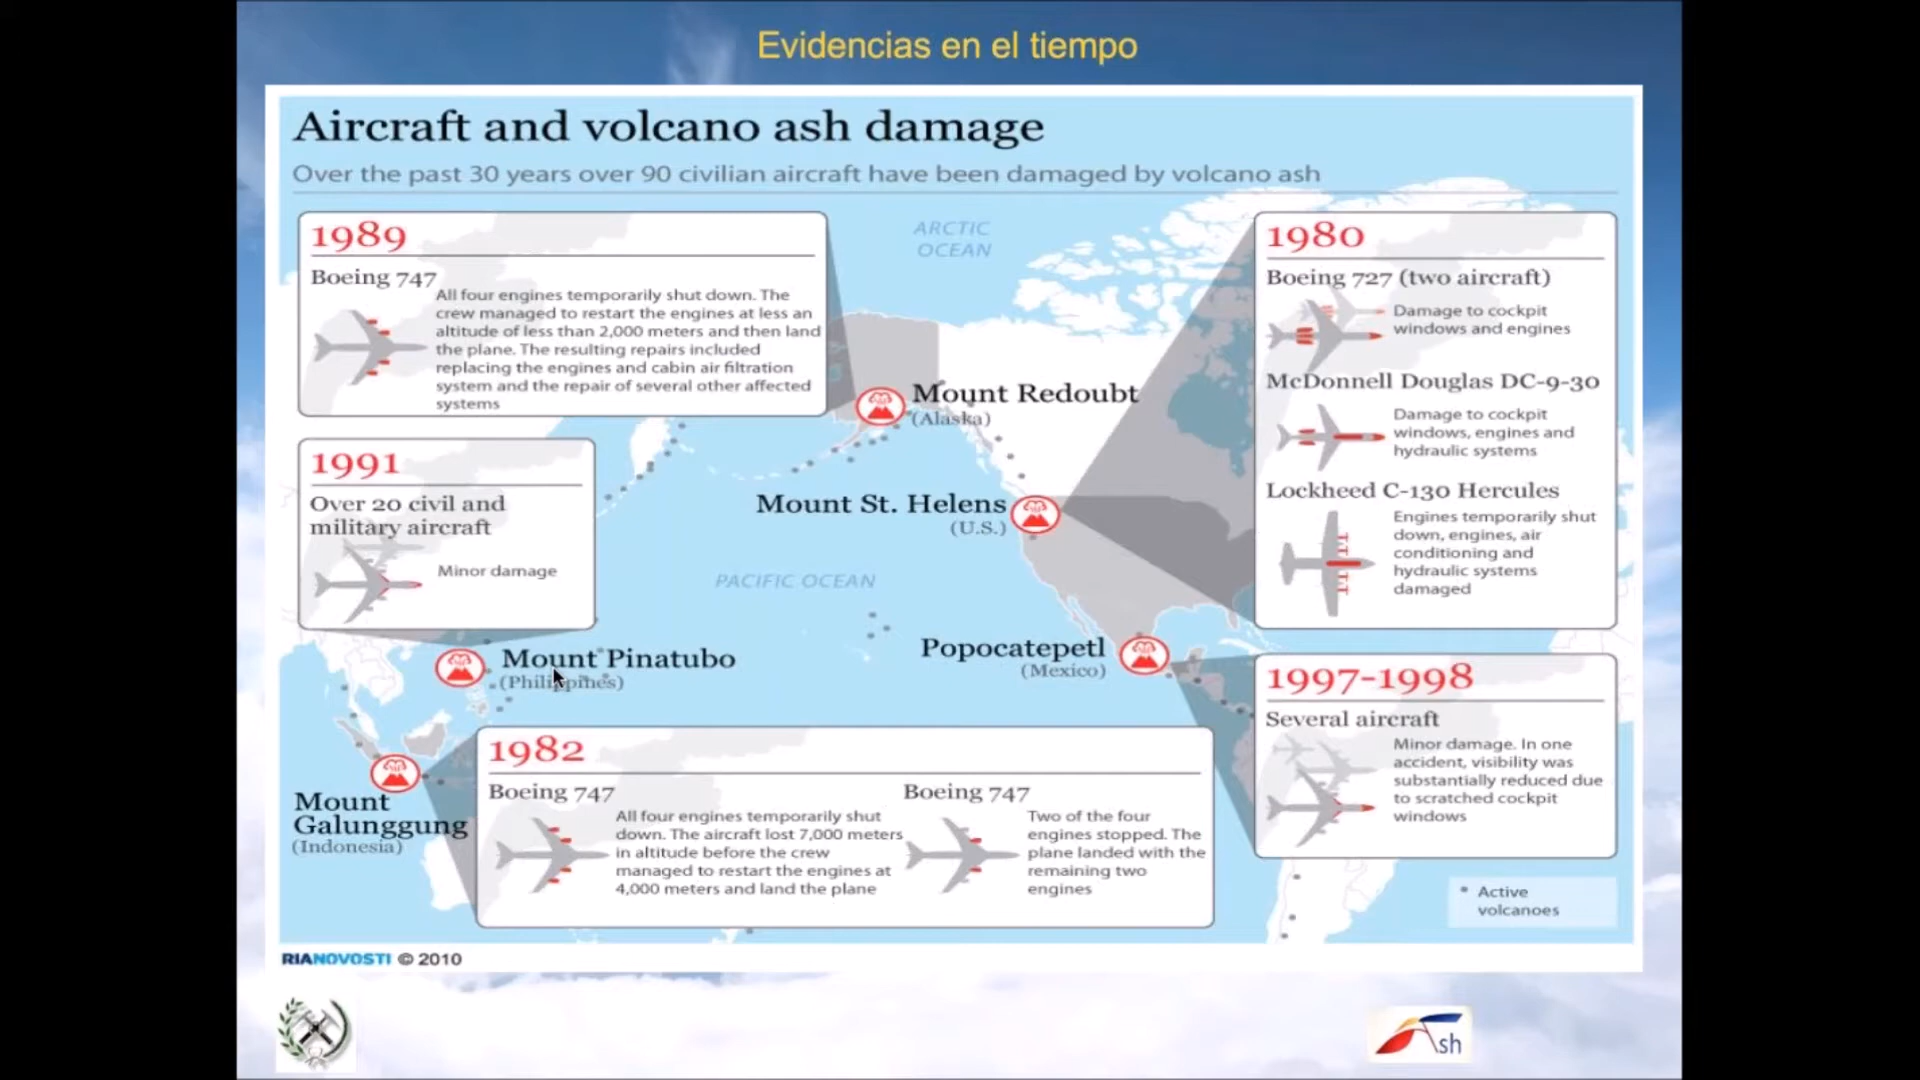 Evidencias en el tiempo
Aircraft and volcano ash damage
Over the past 30 years over 90 civilian aircraft have been damaged by volcano ash
1989
Boeing 747
All four engines temporarily shut down. The
crew managed to restart the engines at less an
altitude of less than 2,000 meters and then land
the plane. The resulting repairs included
replacing the engines and cabin air filtration
system and the repair of several other affected
systems
ARCTIC
OCEAN
1980
Boeing 727 (two aircraft)
Damage to cockpit
windows and engines
McDonnell Douglas DC-9-30
Damage to cockpit
windows, engines and
hydraulic systems
Lockheed C-130 Hercules
Engines temporarily shut
down, engines, air
conditioning and
hydraulic systems
damaged
Mount Redoubt
(Alaska)
1991
Over 20 civil and
military aircraft
Minor damage
Mount St. Helens
(U.S.)
PACIFIC OCEAN
Mount Pinatubo
(Philippines)
Popocatepetl
(Mexico)
1997-1998
Several aircraft
Minor damage. In one
accident, visibility was
substantially reduced due
to scratched cockpit
windows
Mount
Galunggung
(Indonesia)
1982
Boeing 747
All four engines temporarily shut
down. The aircraft lost 7,000 meters
in altitude before the crew
managed to restart the engines at
4,000 meters and land the plane
Boeing 747
Two of the four
engines stopped. The
plane landed with the
remaining two
engines
Active
volcanoes
RIANOVOSTI © 2010
Ash